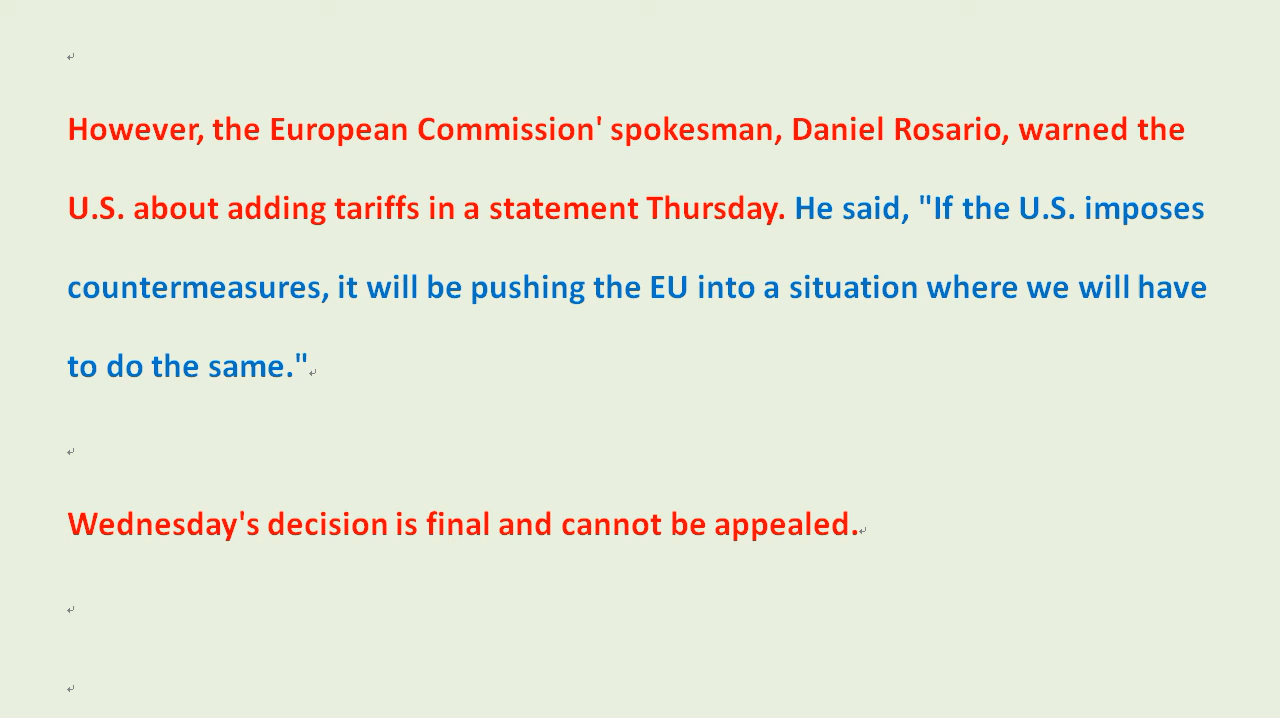 However, the European Commission' spokesman, Daniel Rosario, warned the
U.S. about adding tariffs in a statement Thursday. He said, "If the U.S. imposes
countermeasures, it will be pushing the EU into a situation where we will have
to do the same."
Wednesday's decision is final and cannot be appealed.